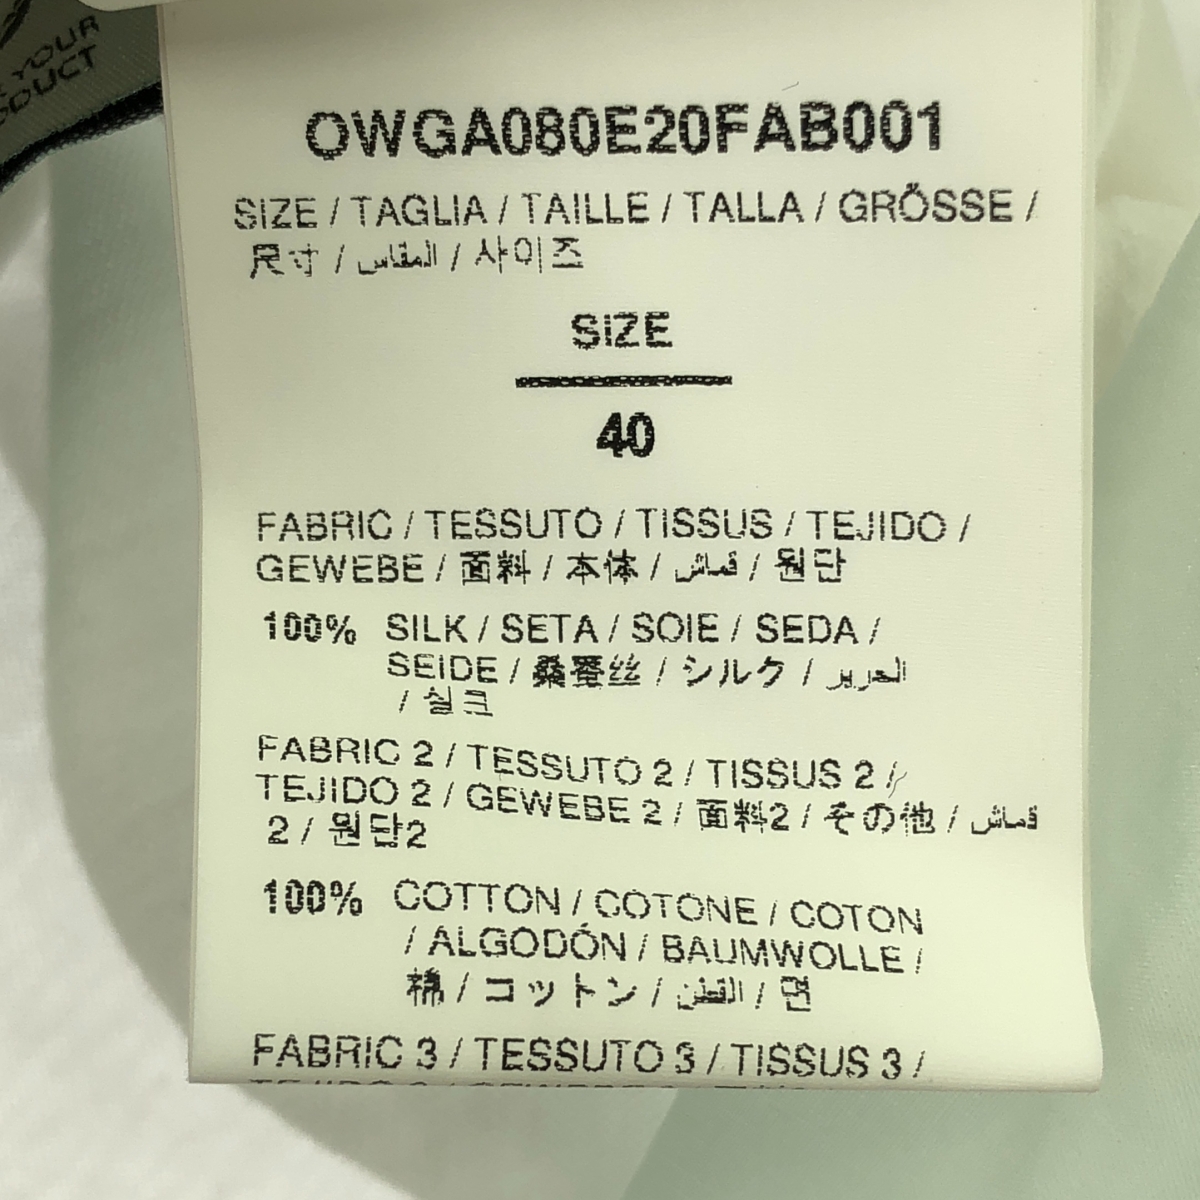 YOUR
ODUCT
OWGA080E20FAB001
SIZE / TAGLIA / TAILLE / TALLA / GRÖSSE /
尺寸 / المقاس / 사이즈
SIZE
40
FABRIC / TESSUTO / TISSUS / TEJIDO /
GEWEBE / 面料 / 本体 / قماش / 원단
100% SILK / SETA / SOIE / SEDA /
SEIDE / 桑蚕丝 / シルク / الحرير
/ 실크
FABRIC 2 / TESSUTO 2 / TISSUS 2 /
TEJIDO 2 / GEWEBE 2 / 面料2 / その他 / قماش
2 / 원단2
100% COTTON / COTONE / COTON
/ ALGODÓN / BAUMWOLLE /
棉 / コットン / القطن / 면
FABRIC 3 / TESSUTO 3 / TISSUS 3 /